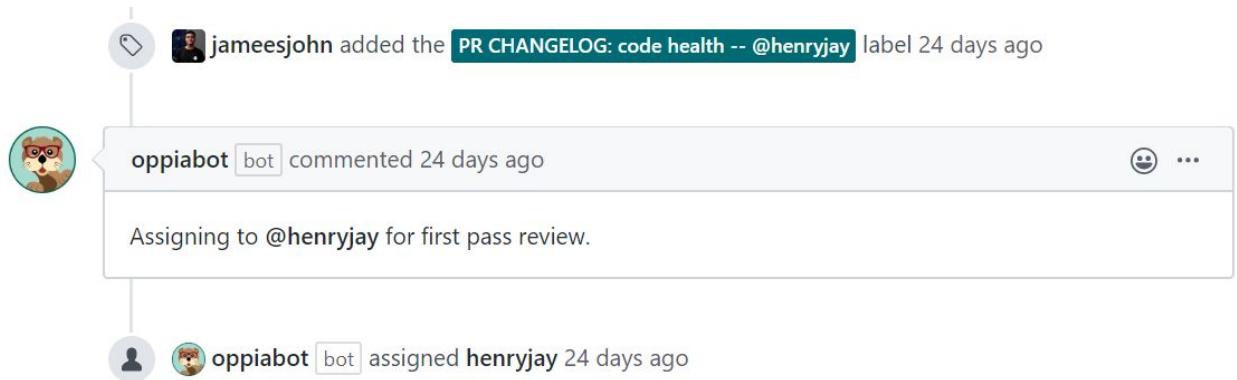 jameesjohn added the PR CHANGELOG: code health -- @henryjay label 24 days ago
oppiabot bot commented 24 days ago
Assigning to @henryjay for first pass review.
oppiabot bot assigned henryjay 24 days ago